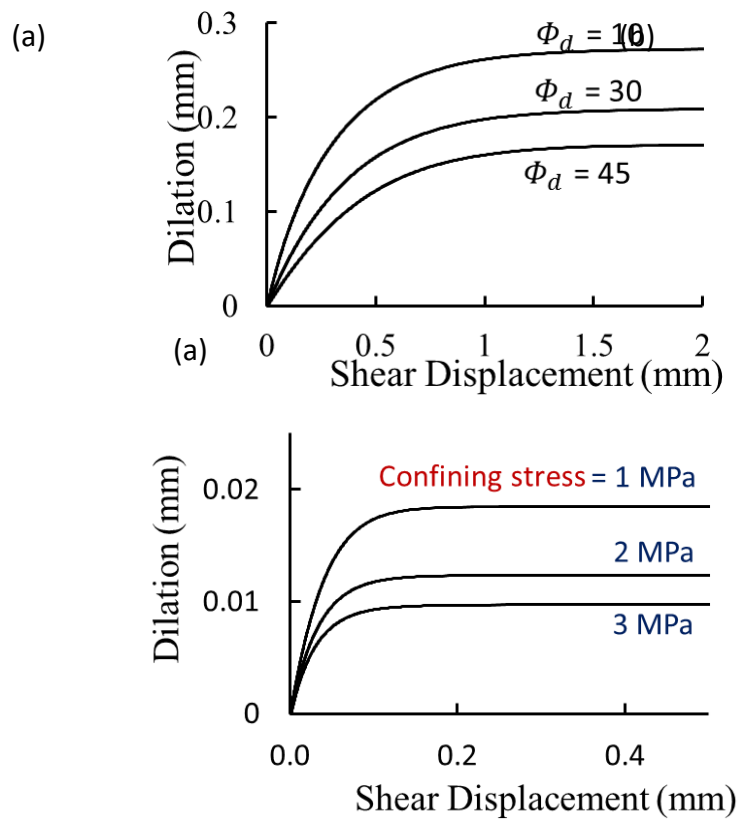 (a)
0.3
Φd = 10
(b)
Φd = 30
0.2
Φd = 45
0.1
0
Dilation (mm)
0 0.5 1 1.5 2
(a)
Shear Displacement (mm)
Confining stress = 1 MPa
0.02
2 MPa
0.01
3 MPa
0
Dilation (mm)
0.0 0.2 0.4
Shear Displacement (mm)